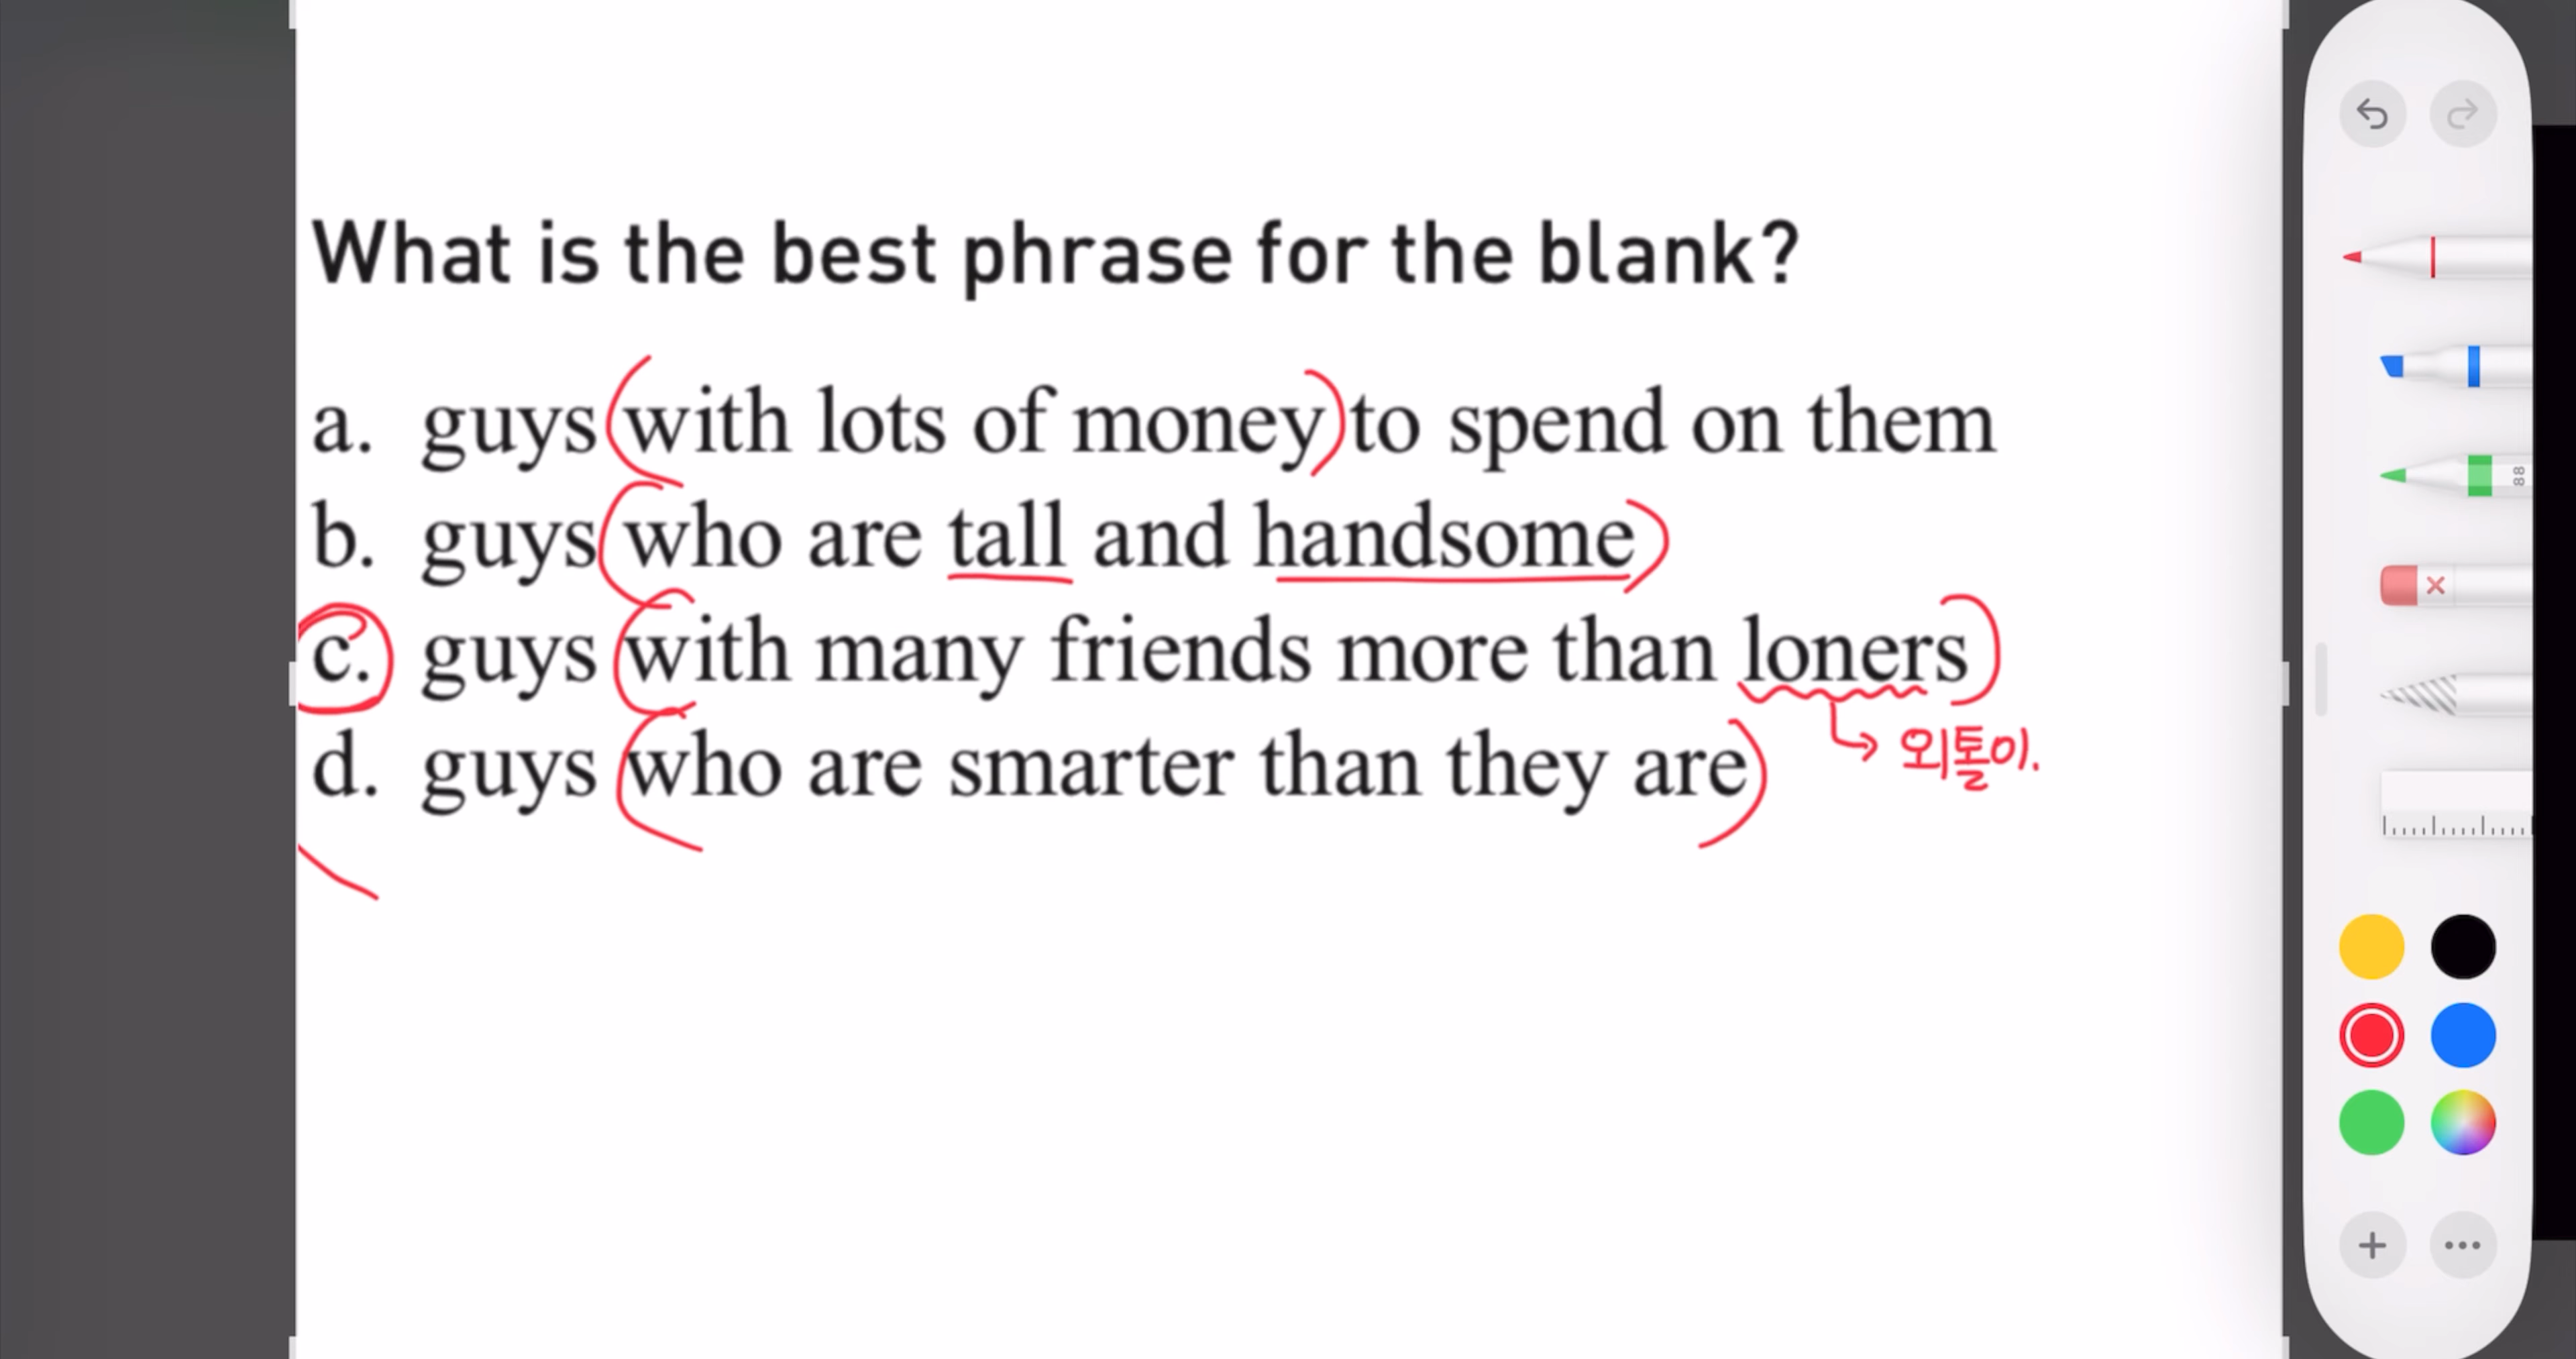 What is the best phrase for the blank?
a. guys with lots of money to spend on them
b. guys who are tall and handsome
c. guys with many friends more than loners
d. guys who are smarter than they are
외톨이.
88